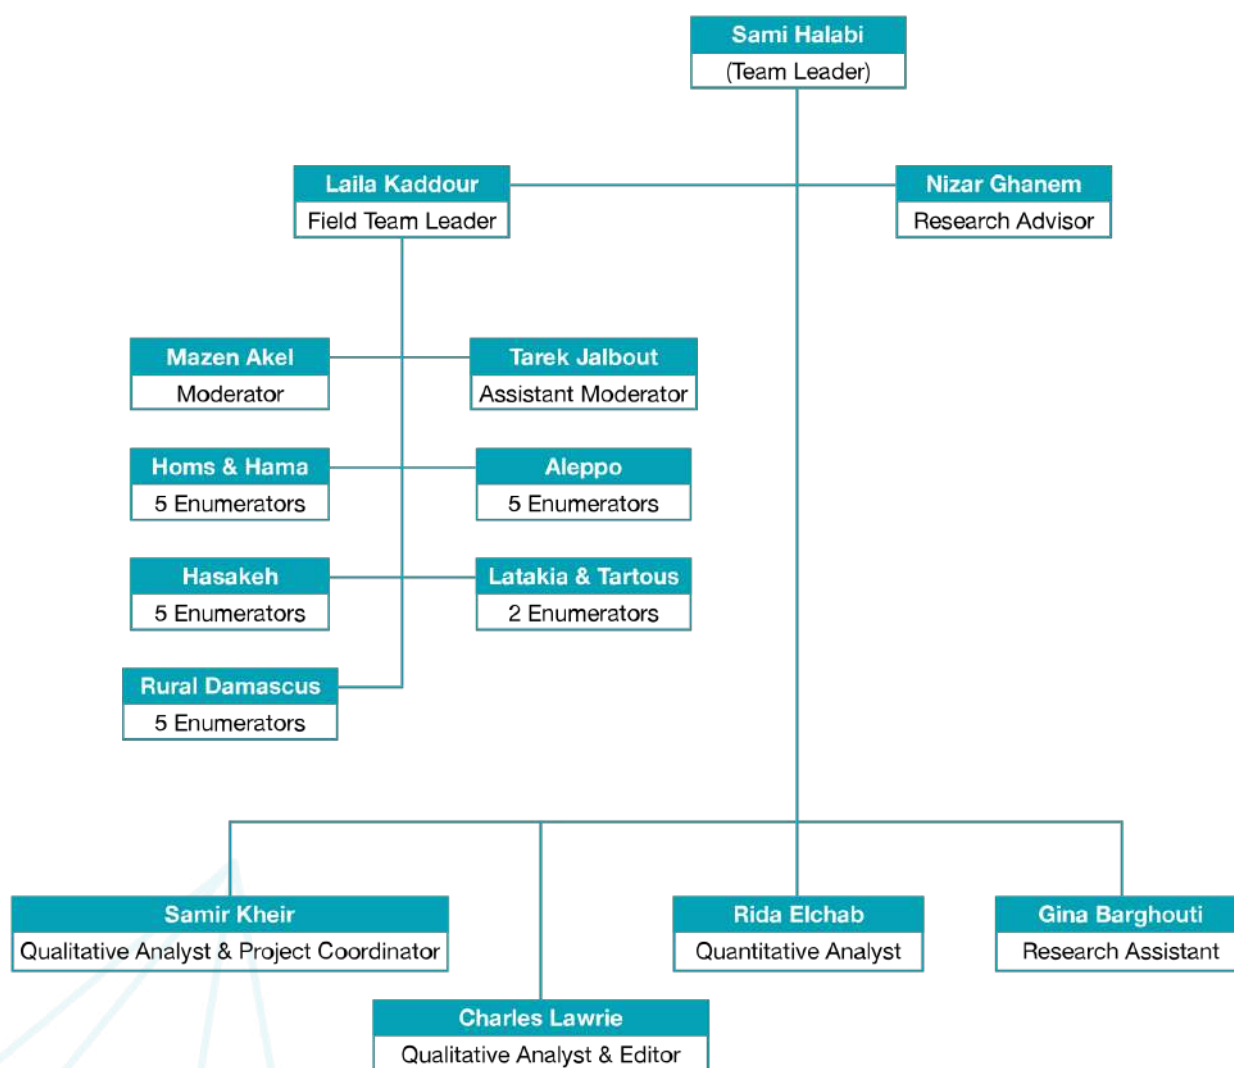 Sami Halabi
(Team Leader)
Laila Kaddour
Field Team Leader
Nizar Ghanem
Research Advisor
Mazen Akel
Moderator
Tarek Jalbout
Assistant Moderator
Homs & Hama
5 Enumerators
Aleppo
5 Enumerators
Hasakeh
5 Enumerators
Latakia & Tartous
2 Enumerators
Rural Damascus
5 Enumerators
Samir Kheir
Qualitative Analyst & Project Coordinator
Rida Elchab
Quantitative Analyst
Gina Barghouti
Research Assistant
Charles Lawrie
Qualitative Analyst & Editor